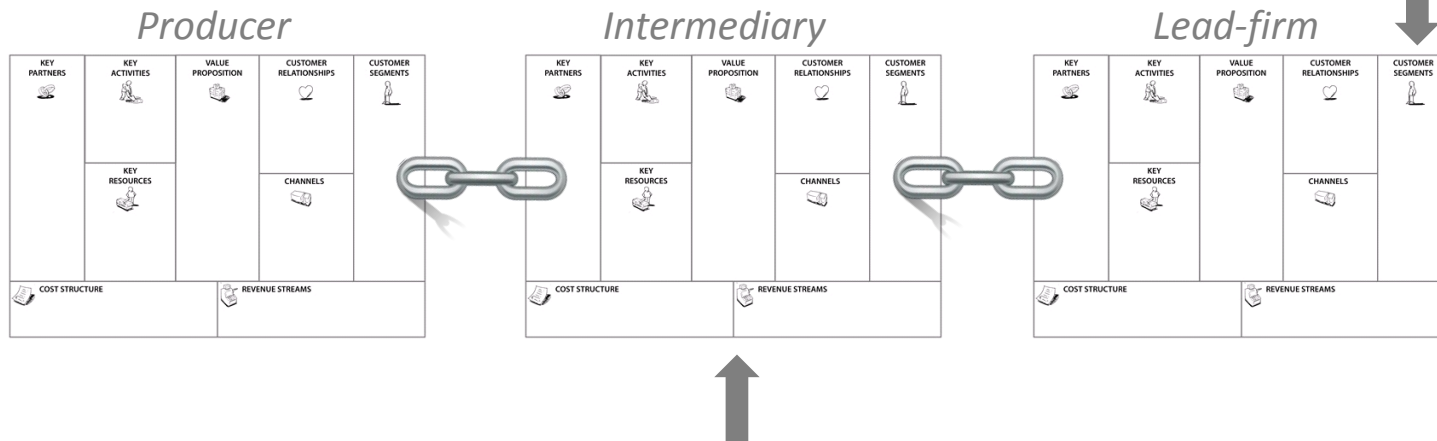 Producer
Intermediary
Lead-firm
KEY
PARTNERS
KEY
ACTIVITIES
VALUE
PROPOSITION
CUSTOMER
RELATIONSHIPS
CUSTOMER
SEGMENTS
KEY
RESOURCES
CHANNELS
COST STRUCTURE
REVENUE STREAMS
KEY
PARTNERS
KEY
ACTIVITIES
VALUE
PROPOSITION
CUSTOMER
RELATIONSHIPS
CUSTOMER
SEGMENTS
KEY
RESOURCES
CHANNELS
COST STRUCTURE
REVENUE STREAMS
KEY
PARTNERS
KEY
ACTIVITIES
VALUE
PROPOSITION
CUSTOMER
RELATIONSHIPS
CUSTOMER
SEGMENTS
KEY
RESOURCES
CHANNELS
COST STRUCTURE
REVENUE STREAMS